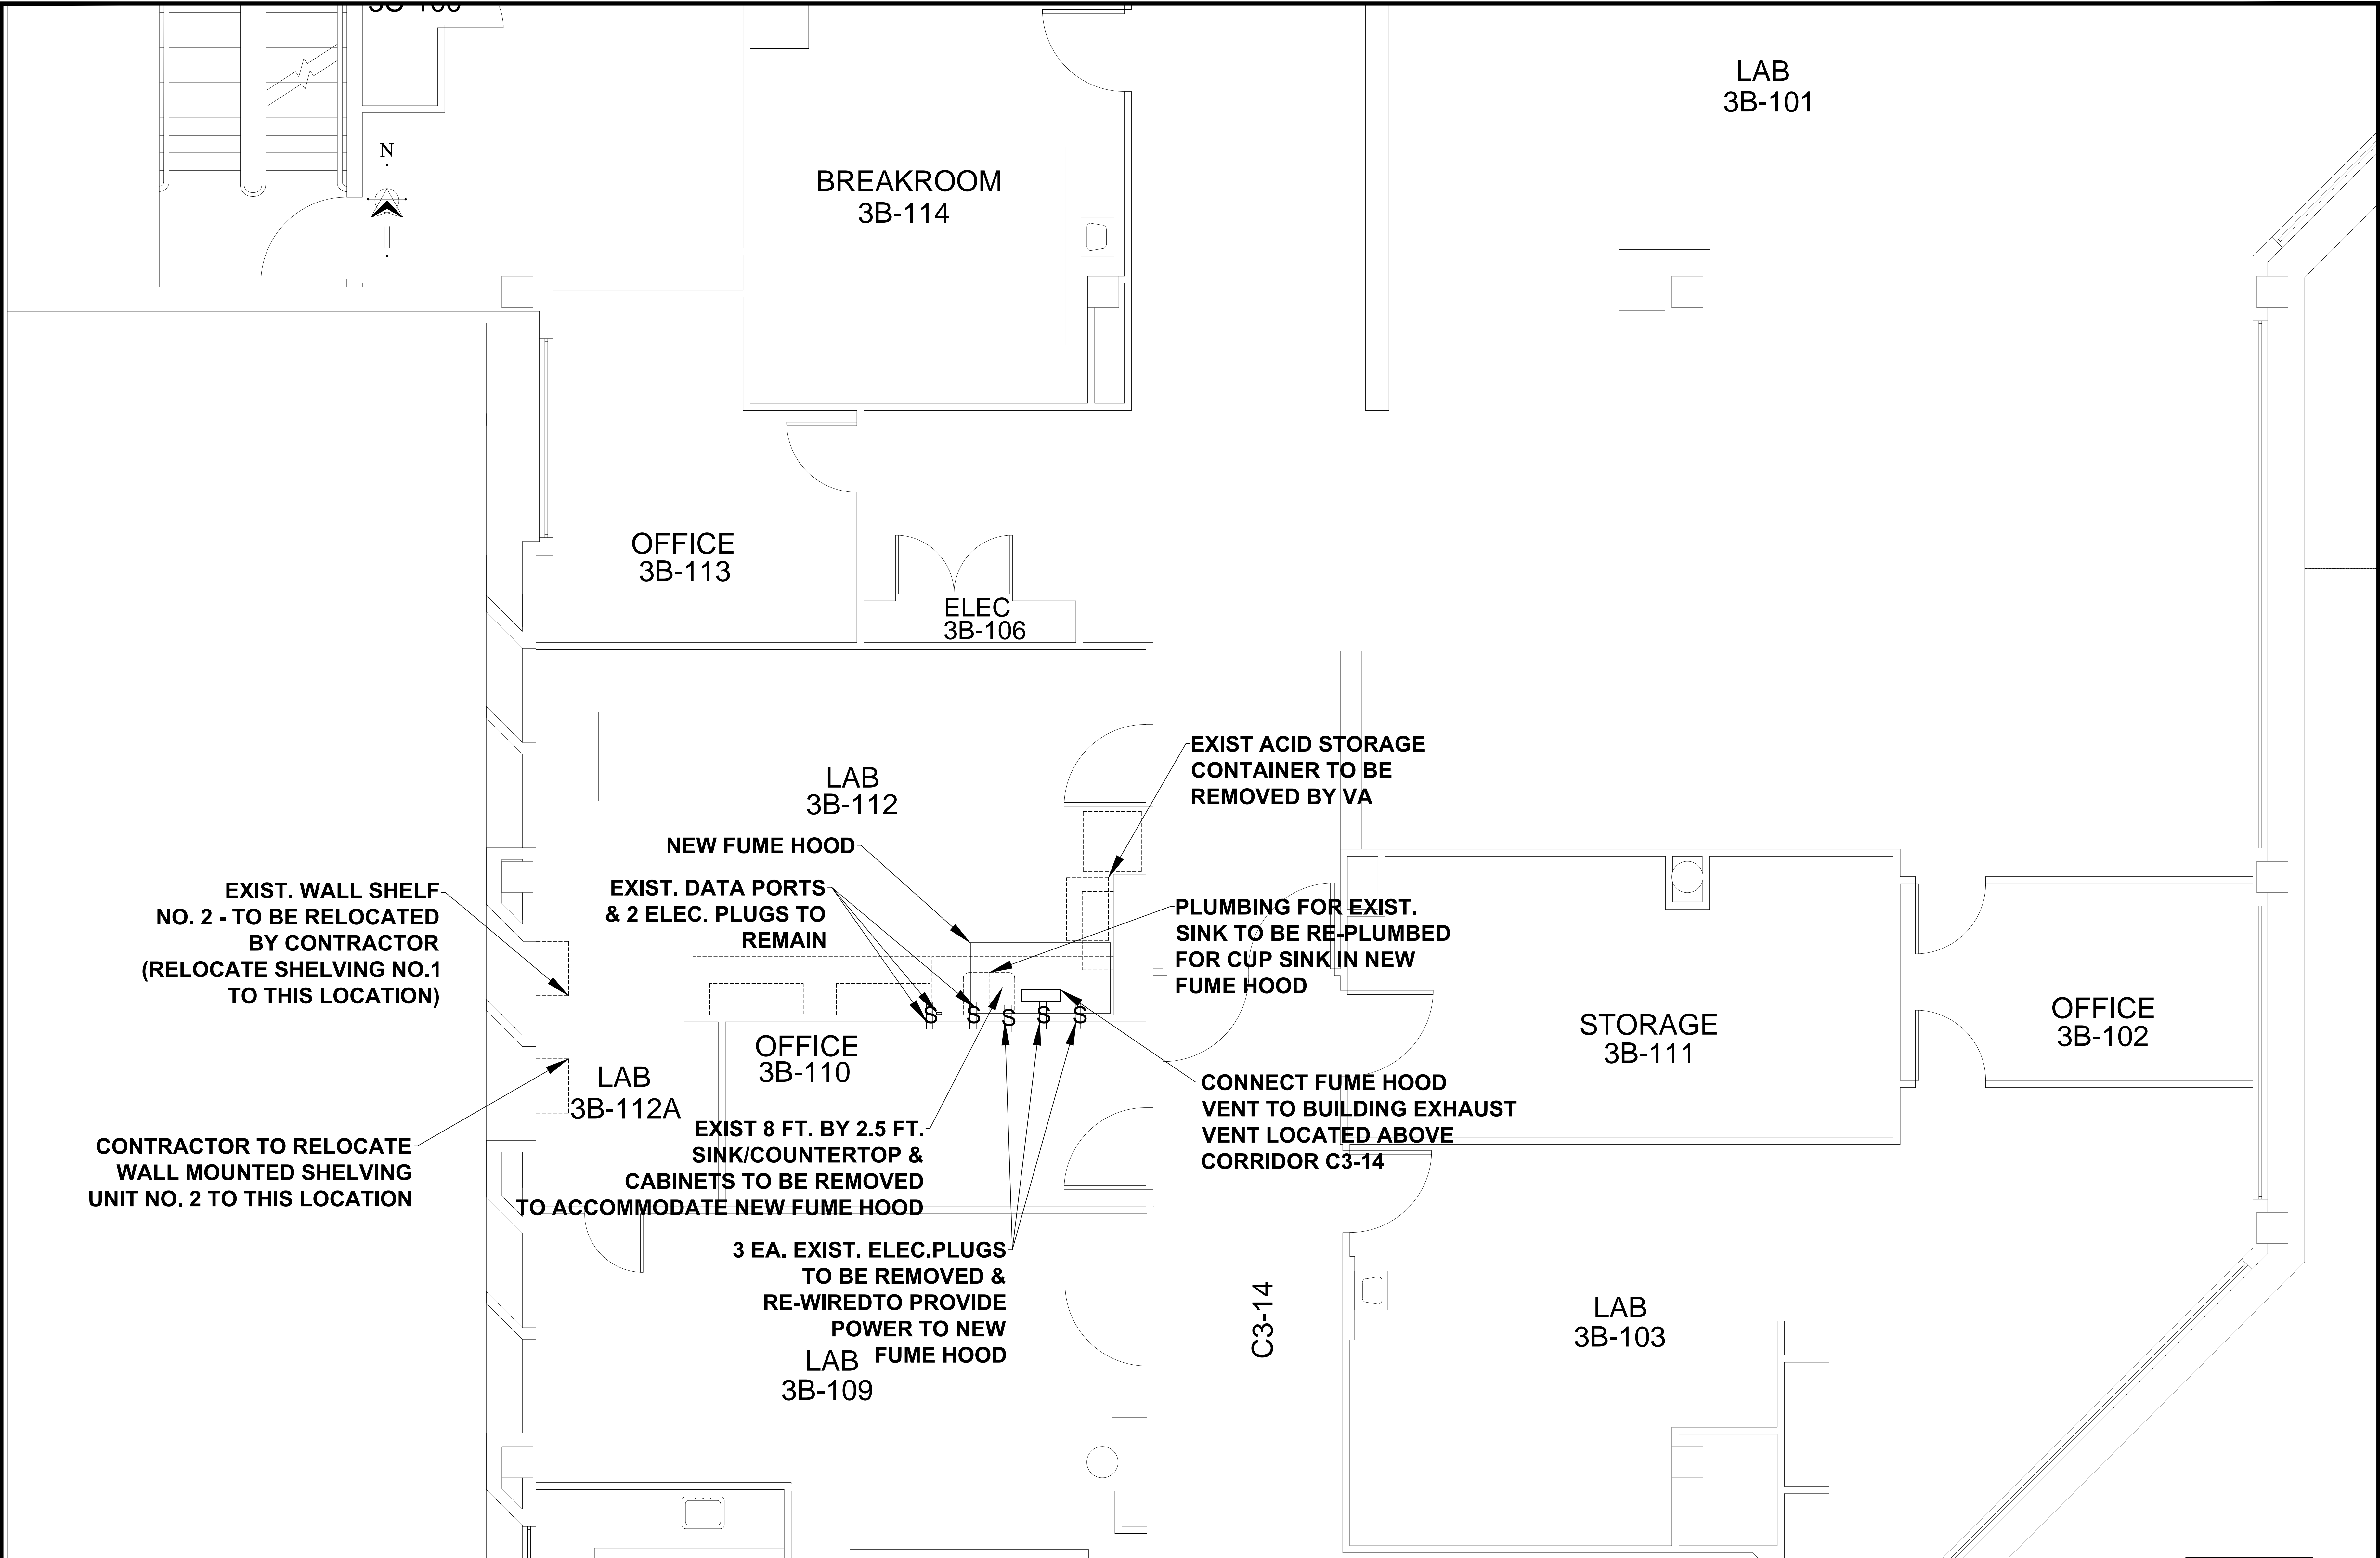 N
LAB
3B-101
BREAKROOM
3B-114
OFFICE
3B-113
ELEC
3B-106
LAB
3B-112
EXIST ACID STORAGE
CONTAINER TO BE
REMOVED BY VA
NEW FUME HOOD
EXIST. DATA PORTS
& 2 ELEC. PLUGS TO
REMAIN
EXIST. WALL SHELF
NO. 2 - TO BE RELOCATED
BY CONTRACTOR
(RELOCATE SHELVING NO.1
TO THIS LOCATION)
PLUMBING FOR EXIST.
SINK TO BE RE-PLUMBED
FOR CUP SINK IN NEW
FUME HOOD
S S S S S
OFFICE
3B-110
STORAGE
3B-111
OFFICE
3B-102
LAB
3B-112A
CONNECT FUME HOOD
VENT TO BUILDING EXHAUST
VENT LOCATED ABOVE
CORRIDOR C3-14
CONTRACTOR TO RELOCATE
WALL MOUNTED SHELVING
UNIT NO. 2 TO THIS LOCATION
EXIST 8 FT. BY 2.5 FT.
SINK/COUNTERTOP &
CABINETS TO BE REMOVED
TO ACCOMMODATE NEW FUME HOOD
3 EA. EXIST. ELEC.PLUGS
TO BE REMOVED &
RE-WIREDTO PROVIDE
POWER TO NEW
FUME HOOD
C3-14
LAB
3B-103
LAB
3B-109